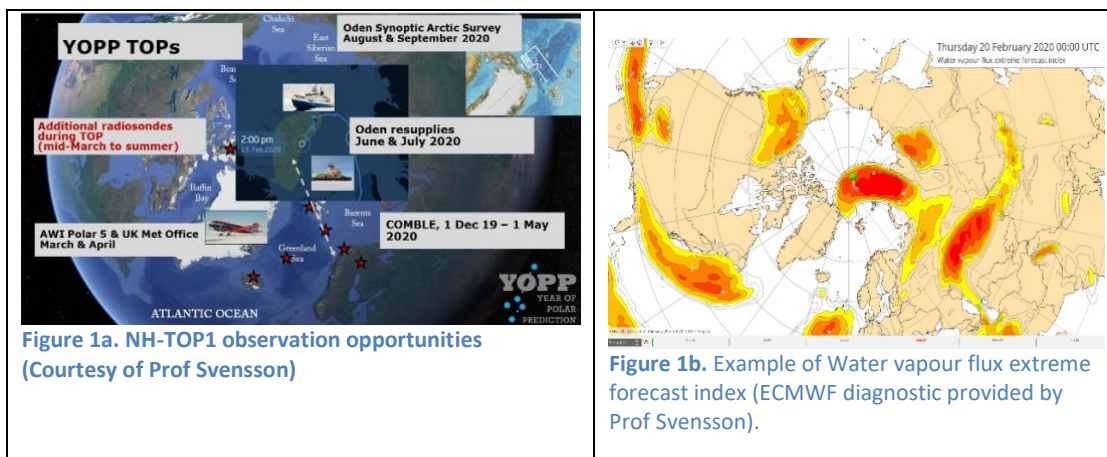 YOPP TOPs
Chukchi
Sea
East
Siberian
Sea
Oden Synoptic Arctic Survey
August & September 2020
Additional radiosondes
during TOP
(mid-March to summer)
2:00 pm
15. Feb 2020
Oden resupplies
June & July 2020
Baffin
Bay
Barents
Sea
AWI Polar 5 & UK Met Office
March & April
COMBLE, 1 Dec 19 – 1 May
2020
Greenland
Sea
ATLANTIC OCEAN
YOPP
YEAR OF
POLAR
PREDICTION
Figure 1a. NH-TOP1 observation opportunities
(Courtesy of Prof Svensson)
Thursday 20 February 2020 00:00 UTC
Water vapour flux extreme forecast index
Figure 1b. Example of Water vapour flux extreme
forecast index (ECMWF diagnostic provided by
Prof Svensson).